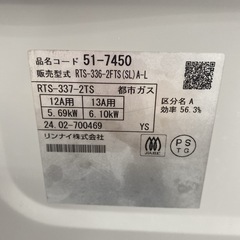 品名コード 51-7450
販売型式 RTS-336-2FTS(SL)A-L
RTS-337-2TS 都市ガス
12A用 13A用
5.69kW 6.10kW
区分名 A
効率 56.3%
24.02-700469 YS
リンナイ株式会社
JHIA
PS
TG